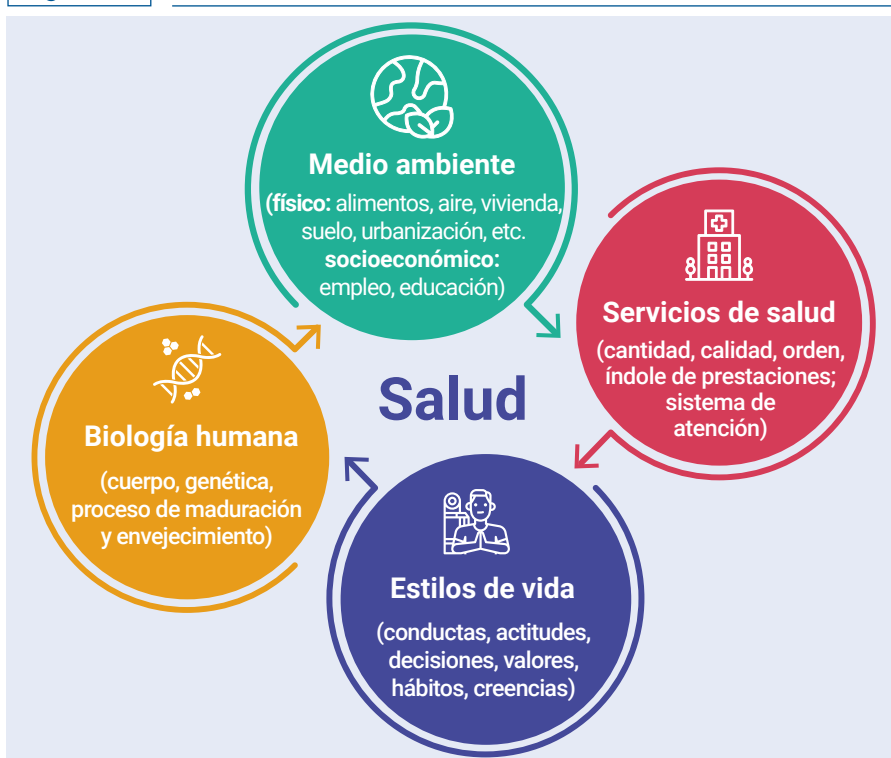 Medio ambiente
(físico: alimentos, aire, vivienda,
suelo, urbanización, etc.
socioeconómico:
empleo, educación)
Servicios de salud
(cantidad, calidad, orden,
índole de prestaciones;
sistema de
atención)
Salud
Biología humana
(cuerpo, genética,
proceso de maduración
y envejecimiento)
Estilos de vida
(conductas, actitudes,
decisiones, valores,
hábitos, creencias)